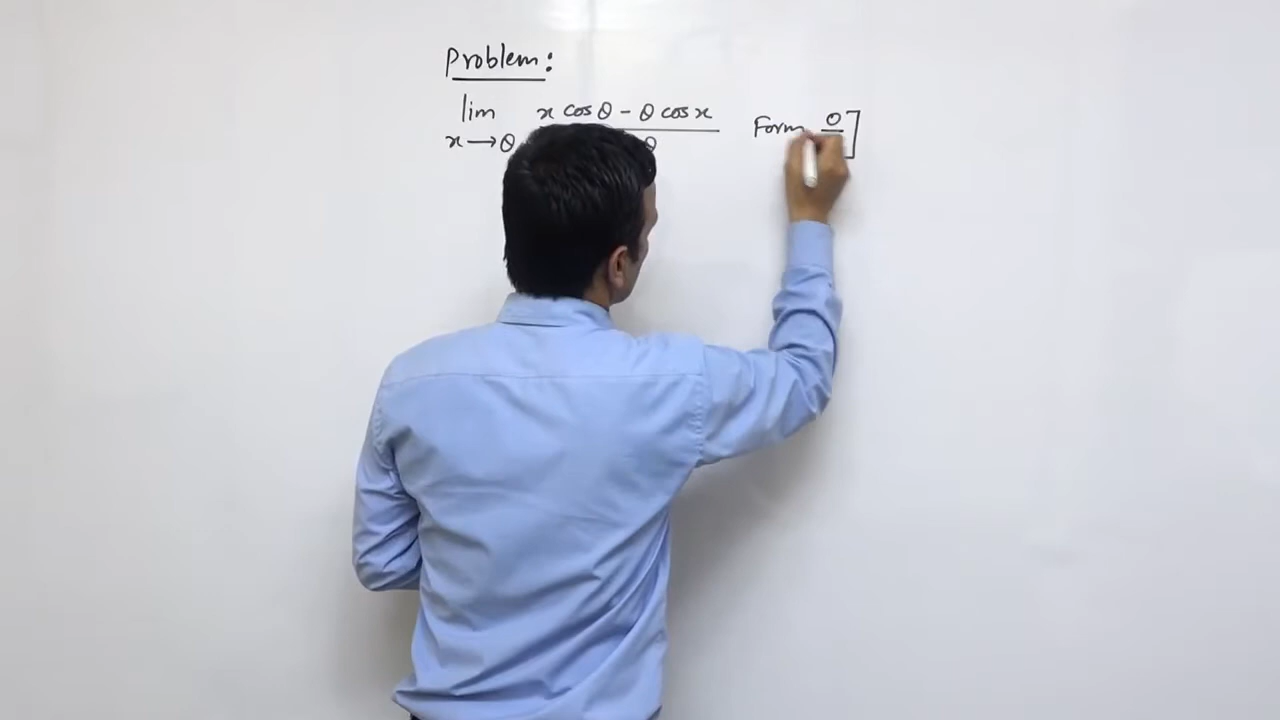 Problem:
lim x cos θ - θ cos x Form 0 ]
x → θ θ